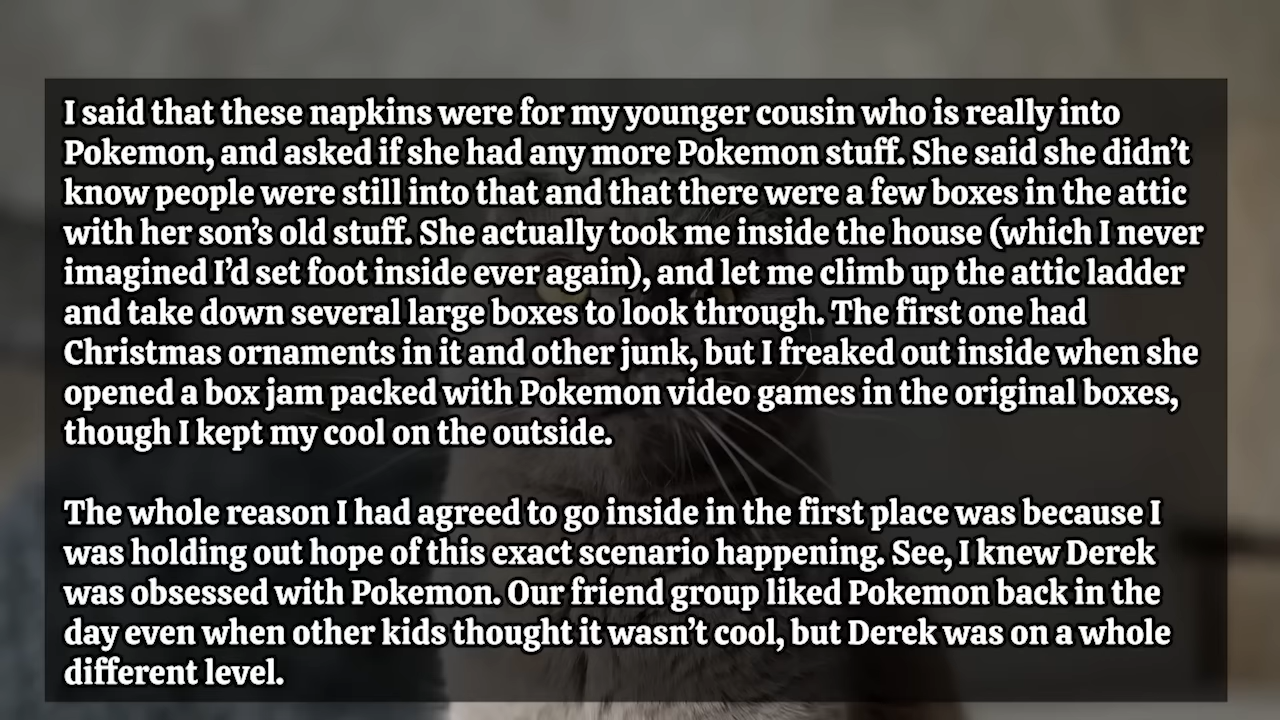 I said that these napkins were for my younger cousin who is really into
Pokemon, and asked if she had any more Pokemon stuff. She said she didn’t
know people were still into that and that there were a few boxes in the attic
with her son’s old stuff. She actually took me inside the house (which I never
imagined I’d set foot inside ever again), and let me climb up the attic ladder
and take down several large boxes to look through. The first one had
Christmas ornaments in it and other junk, but I freaked out inside when she
opened a box jam packed with Pokemon video games in the original boxes,
though I kept my cool on the outside.
The whole reason I had agreed to go inside in the first place was because I
was holding out hope of this exact scenario happening. See, I knew Derek
was obsessed with Pokemon. Our friend group liked Pokemon back in the
day even when other kids thought it wasn’t cool, but Derek was on a whole
different level.